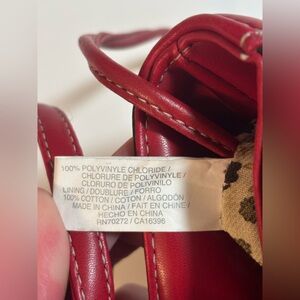 100% POLYVINYLE CHLORIDE /
CHLORURE DE POLYVINYLE /
CLORURO DE POLIVINILO
LINING / DOUBLURE / FORRO
100% COTTON / COTON / ALGODÓN
MADE IN CHINA / FAIT EN CHINE /
HECHO EN CHINA
RN70272 / CA16396